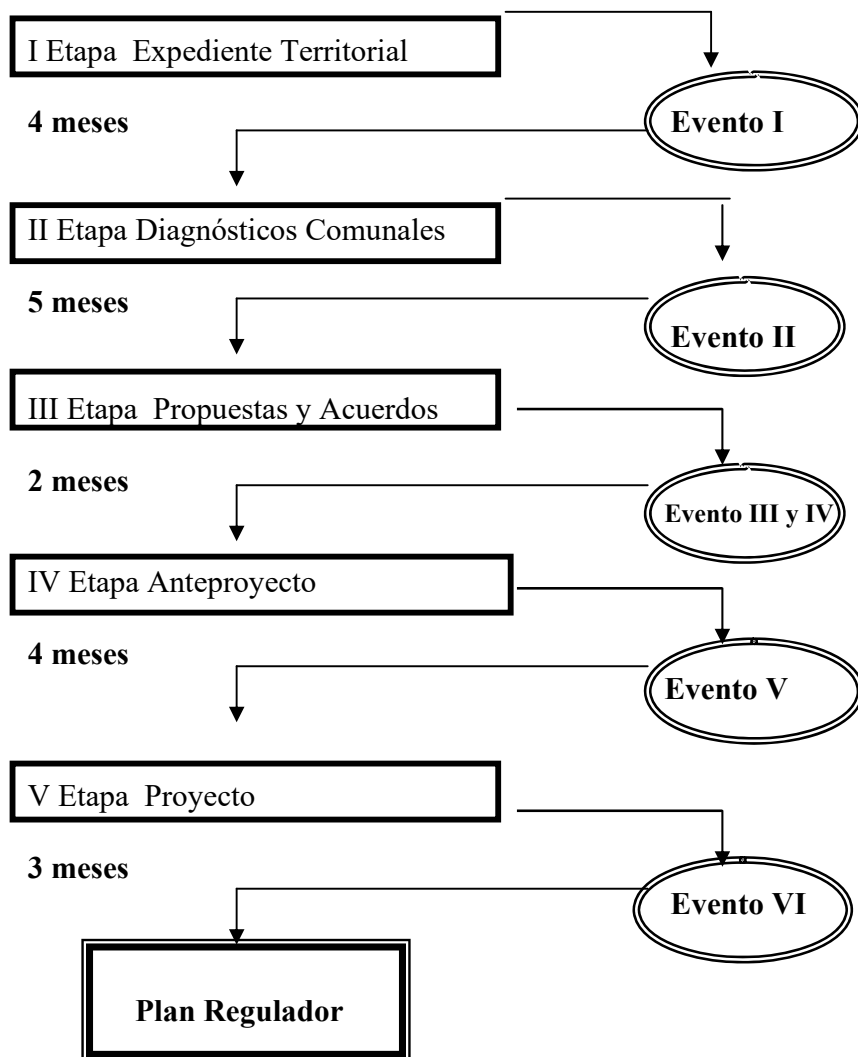 I Etapa Expediente Territorial
4 meses
Evento I
II Etapa Diagnósticos Comunales
5 meses
Evento II
III Etapa Propuestas y Acuerdos
2 meses
Evento III y IV
IV Etapa Anteproyecto
4 meses
Evento V
V Etapa Proyecto
3 meses
Evento VI
Plan Regulador